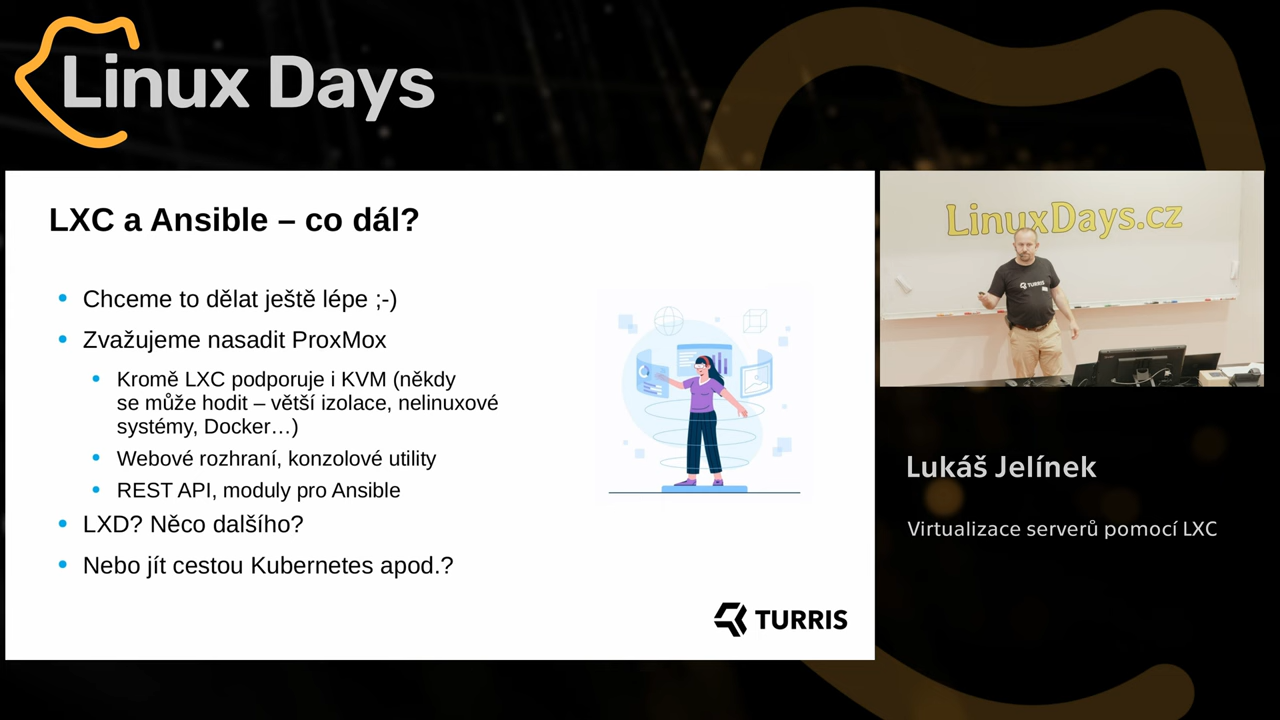 Linux Days
LXC a Ansible – co dál?
Chceme to dělat ještě lépe ;-)
Zvažujeme nasadit ProxMox
Kromě LXC podporuje i KVM (někdy
se může hodit – větší izolace, nelinuxové
systémy, Docker…)
Webové rozhraní, konzolové utility
REST API, moduly pro Ansible
LXD? Něco dalšího?
Nebo jít cestou Kubernetes apod.?
TURRIS
LinuxDays.cz
TURRIS
Lukáš Jelínek
Virtualizace serverů pomocí LXC